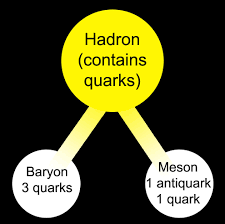 Hadron
(contains
quarks)
Baryon
3 quarks
Meson
1 antiquark
1 quark